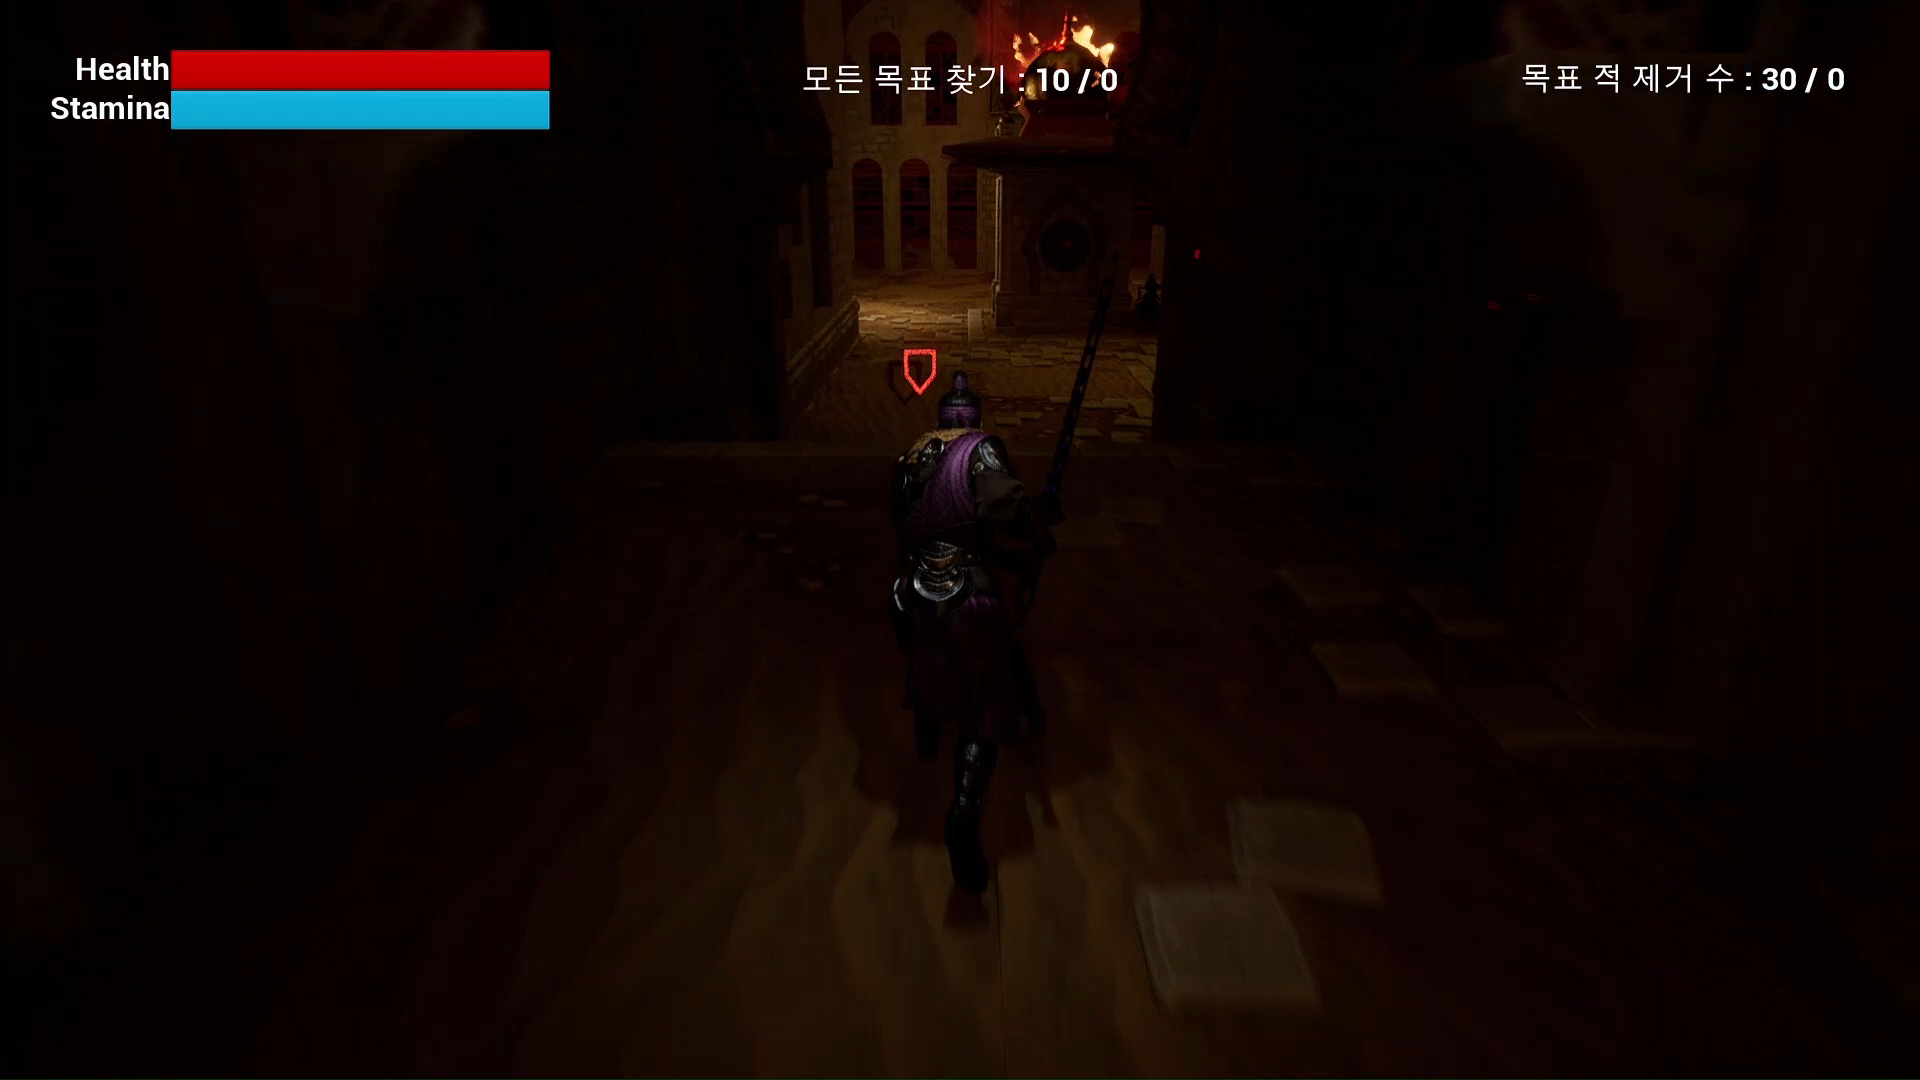 Health
Stamina
모든 목표 찾기 : 10 / 0
목표 적 제거 수 : 30 / 0